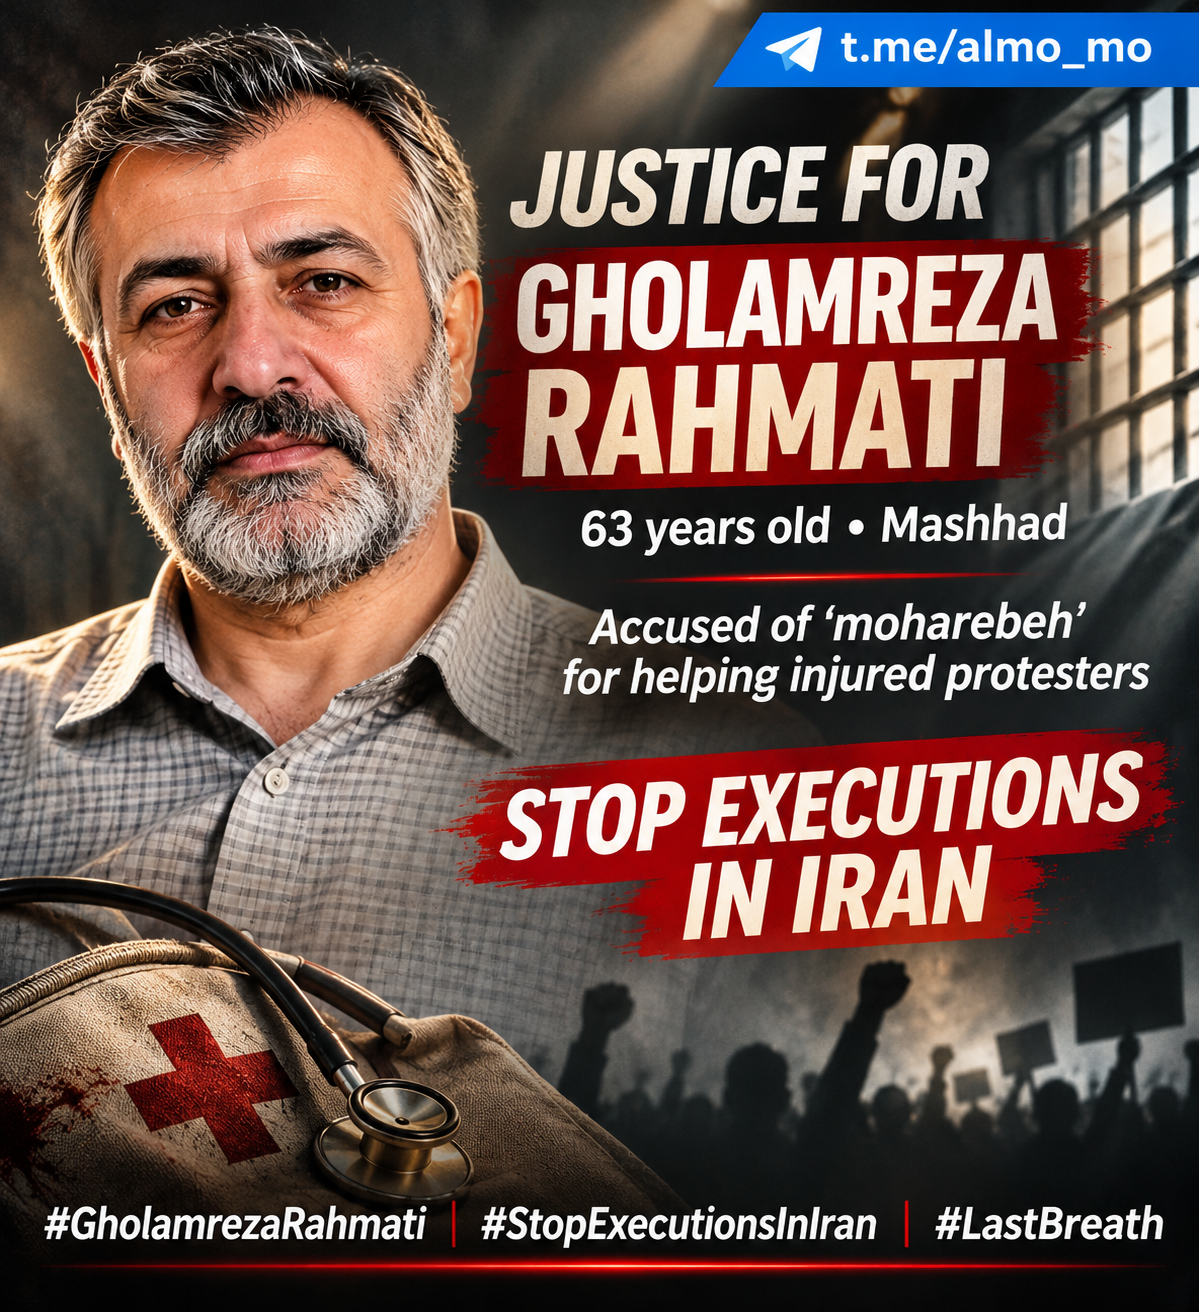 t.me/almo_mo
JUSTICE FOR
GHOLAMREZA
RAHMATI
63 years old • Mashhad
Accused of ‘moharebeh’
for helping injured protesters
STOP EXECUTIONS
IN IRAN
#GholamrezaRahmati | #StopExecutionsInIran | #LastBreath